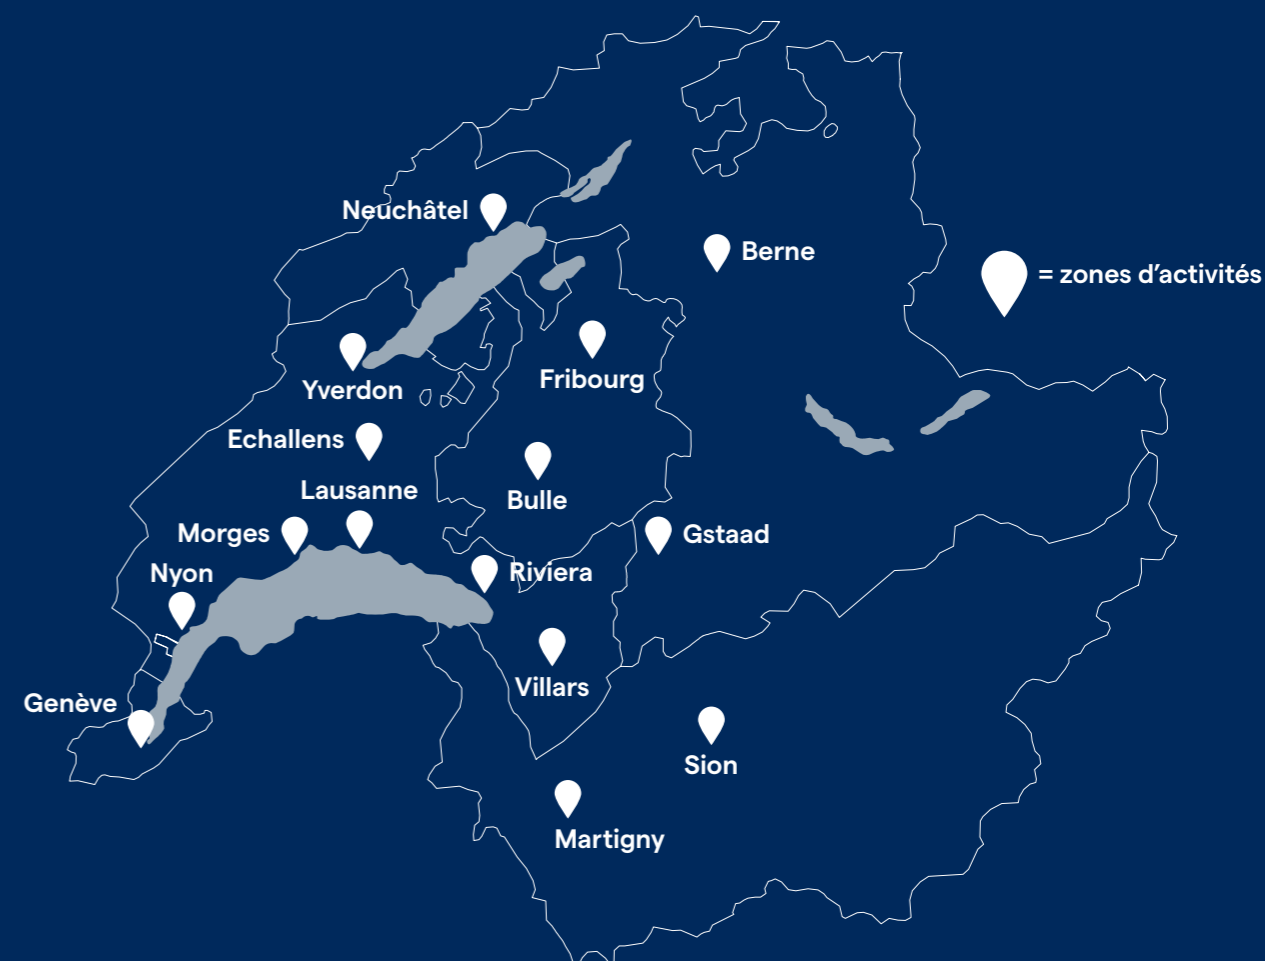 Neuchâtel
Berne
= zones d'activités
Fribourg
Yverdon
Echallens
Lausanne
Bulle
Morges
Gstaad
Nyon
Riviera
Villars
Genève
Sion
Martigny